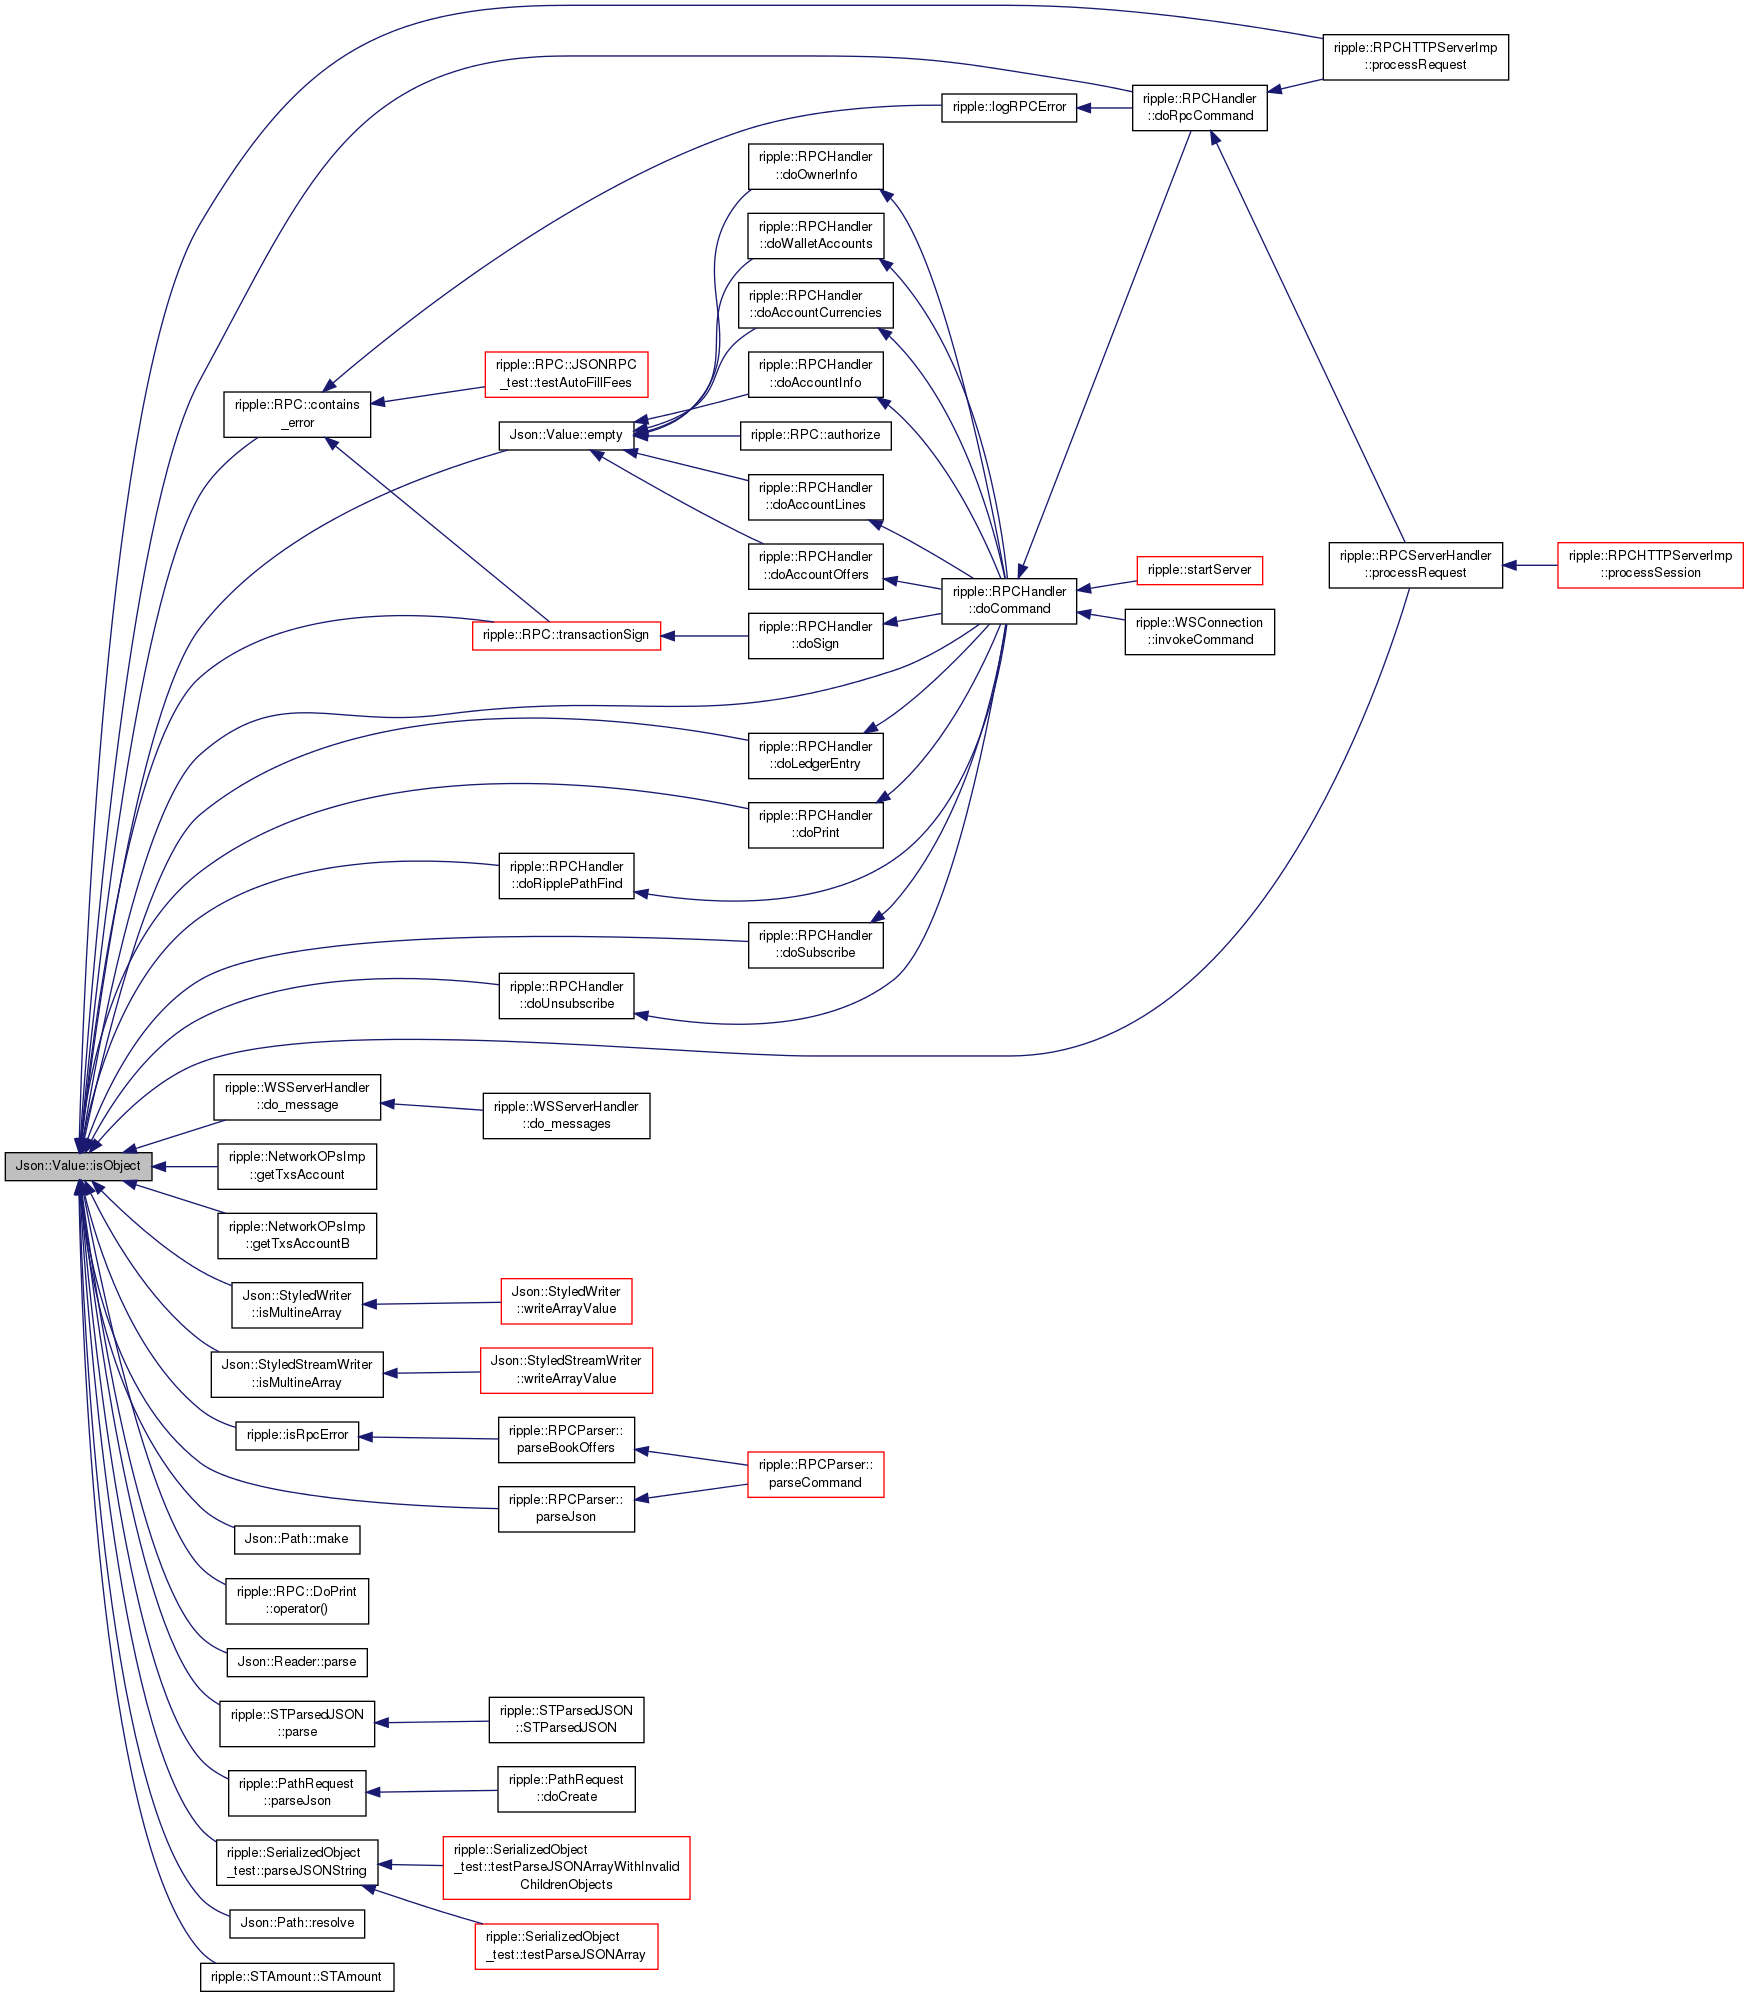 ripple::RPCHTTPServerImp
::processRequest
ripple::RPCHandler
::doRpcCommand
ripple::logRPCError
ripple::RPCHandler
::doOwnerInfo
ripple::RPCHandler
::doWalletAccounts
ripple::RPCHandler
::doAccountCurrencies
ripple::RPC::JSONRPC
_test::testAutoFillFees
ripple::RPCHandler
::doAccountInfo
ripple::RPC::contains
_error
Json::Value::empty
ripple::RPC::authorize
ripple::RPCHandler
::doAccountLines
ripple::RPCHandler
::doAccountOffers
ripple::RPCServerHandler
::processRequest
ripple::RPCHTTPServerImp
::processSession
ripple::startServer
ripple::RPCHandler
::doCommand
ripple::WSConnection
::invokeCommand
ripple::RPC::transactionSign
ripple::RPCHandler
::doSign
ripple::RPCHandler
::doLedgerEntry
ripple::RPCHandler
::doPrint
ripple::RPCHandler
::doRipplePathFind
ripple::RPCHandler
::doSubscribe
ripple::RPCHandler
::doUnsubscribe
ripple::WSServerHandler
::do_message
ripple::WSServerHandler
::do_messages
Json::Value::isObject
ripple::NetworkOPsImp
::getTxsAccount
ripple::NetworkOPsImp
::getTxsAccountB
Json::StyledWriter
::isMultineArray
Json::StyledWriter
::writeArrayValue
Json::StyledStreamWriter
::isMultineArray
Json::StyledStreamWriter
::writeArrayValue
ripple::isRpcError
ripple::RPCParser::
parseBookOffers
ripple::RPCParser::
parseCommand
ripple::RPCParser::
parseJson
Json::Path::make
ripple::RPC::DoPrint
::operator()
Json::Reader::parse
ripple::STParsedJSON
::parse
ripple::STParsedJSON
::STParsedJSON
ripple::PathRequest
::parseJson
ripple::PathRequest
::doCreate
ripple::SerializedObject
_test::parseJSONString
ripple::SerializedObject
_test::testParseJSONArrayWithInvalid
ChildrenObjects
Json::Path::resolve
ripple::SerializedObject
_test::testParseJSONArray
ripple::STAmount::STAmount